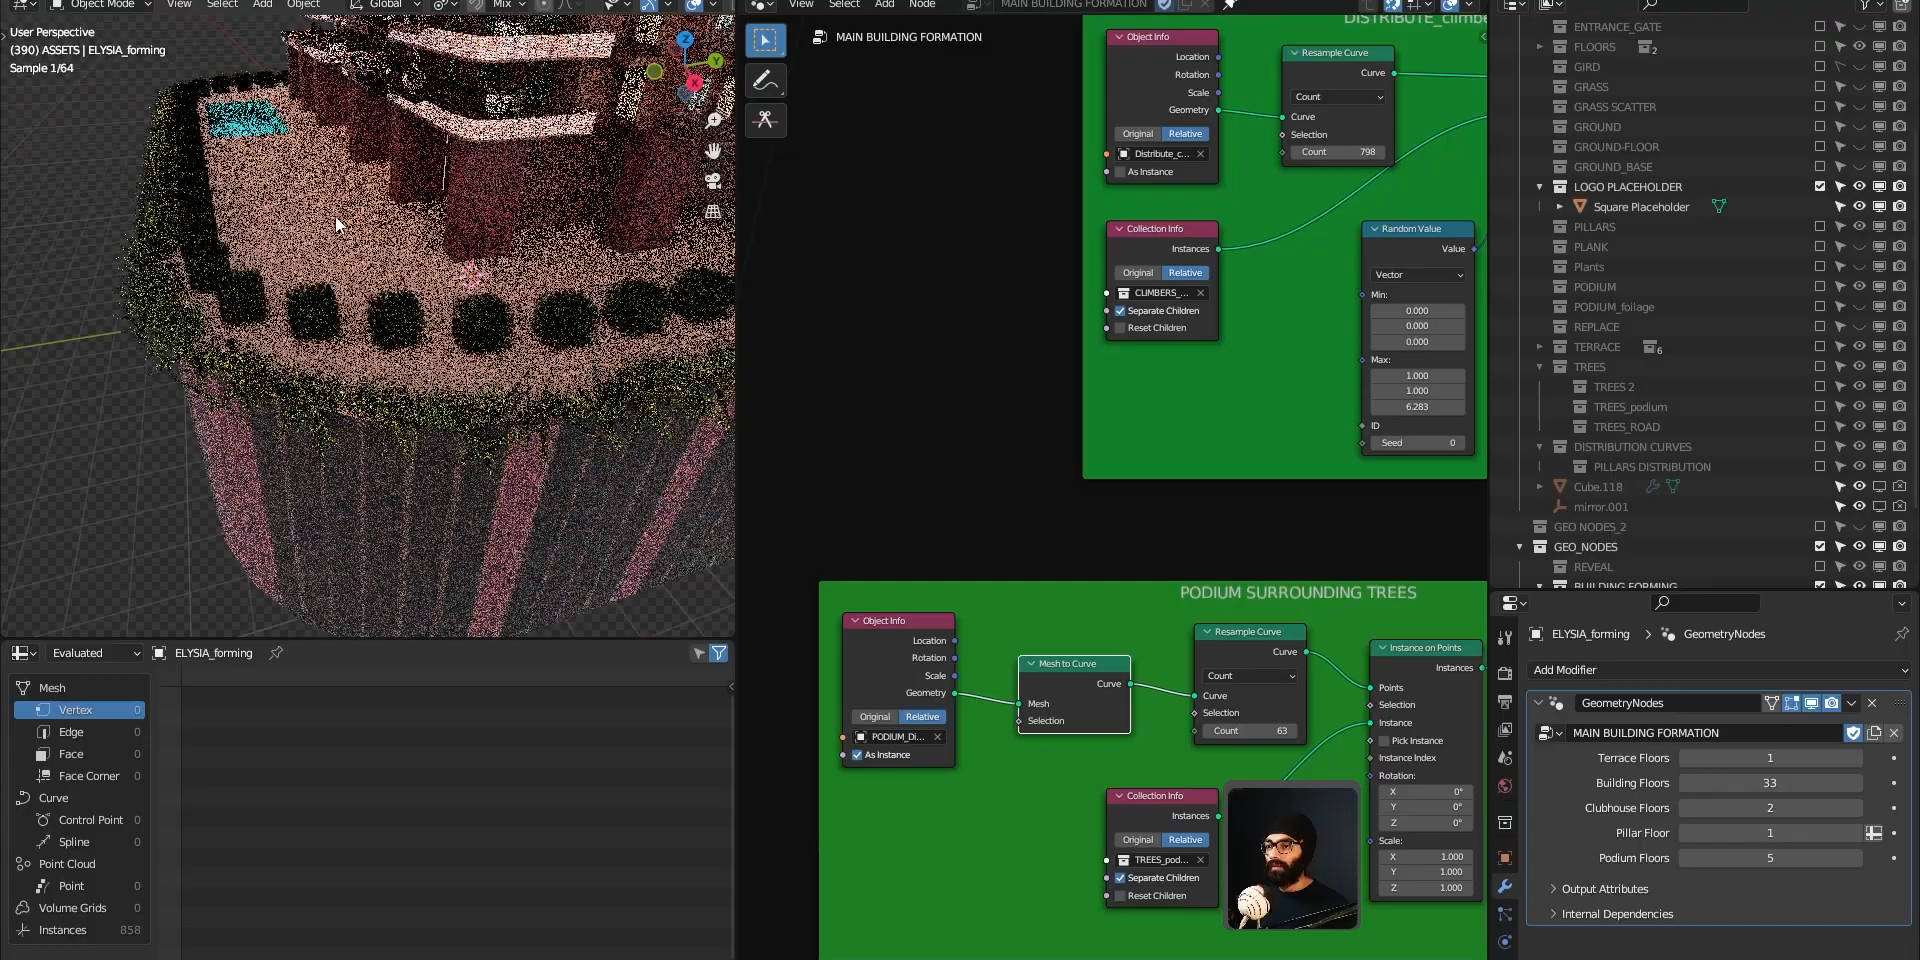 Object Mode
View
Select
Add
Object
Global
Mix
View
Select
Add
Node
MAIN BUILDING FORMATION
User Perspective
(390) ASSETS | ELYSIA_forming
Sample 1/64
Z
Y
X
MAIN BUILDING FORMATION
DISTRIBUTE_climbe
Object Info
Location
Rotation
Scale
Geometry
Original
Relative
Distribute_c...
As Instance
Resample Curve
Curve
Count
Curve
Selection
Count 798
Collection Info
Instances
Original
Relative
CLIMBERS_...
Separate Children
Reset Children
Random Value
Value
Vector
Min:
0.000
0.000
0.000
Max:
1.000
1.000
6.283
ID
Seed 0
PODIUM SURROUNDING TREES
Object Info
Location
Rotation
Scale
Geometry
Original
Relative
PODIUM_Di...
As Instance
Mesh to Curve
Curve
Mesh
Selection
Resample Curve
Curve
Count
Curve
Selection
Count 63
Instance on Points
Instances
Points
Selection
Instance
Pick Instance
Instance Index
Rotation:
X 0°
Y 0°
Z 0°
Scale:
X 1.000
Y 1.000
Z 1.000
Collection Info
Instances
Original
Relative
TREES_pod...
Separate Children
Reset Children
Evaluated
ELYSIA_forming
Mesh
Vertex 0
Edge 0
Face 0
Face Corner 0
Curve
Control Point 0
Spline 0
Point Cloud
Point 0
Volume Grids 0
Instances 858
ENTRANCE_GATE
FLOORS 2
GIRD
GRASS
GRASS SCATTER
GROUND
GROUND-FLOOR
GROUND_BASE
LOGO PLACEHOLDER
Square Placeholder
PILLARS
PLANK
Plants
PODIUM
PODIUM_foilage
REPLACE
TERRACE 6
TREES
TREES 2
TREES_podium
TREES_ROAD
DISTRIBUTION CURVES
PILLARS DISTRIBUTION
Cube.118
mirror.001
GEO NODES_2
GEO_NODES
REVEAL
BUILDING FORMING
ELYSIA_forming
GeometryNodes
Add Modifier
GeometryNodes
MAIN BUILDING FORMATION
Terrace Floors 1
Building Floors 33
Clubhouse Floors 2
Pillar Floor 1
Podium Floors 5
Output Attributes
Internal Dependencies